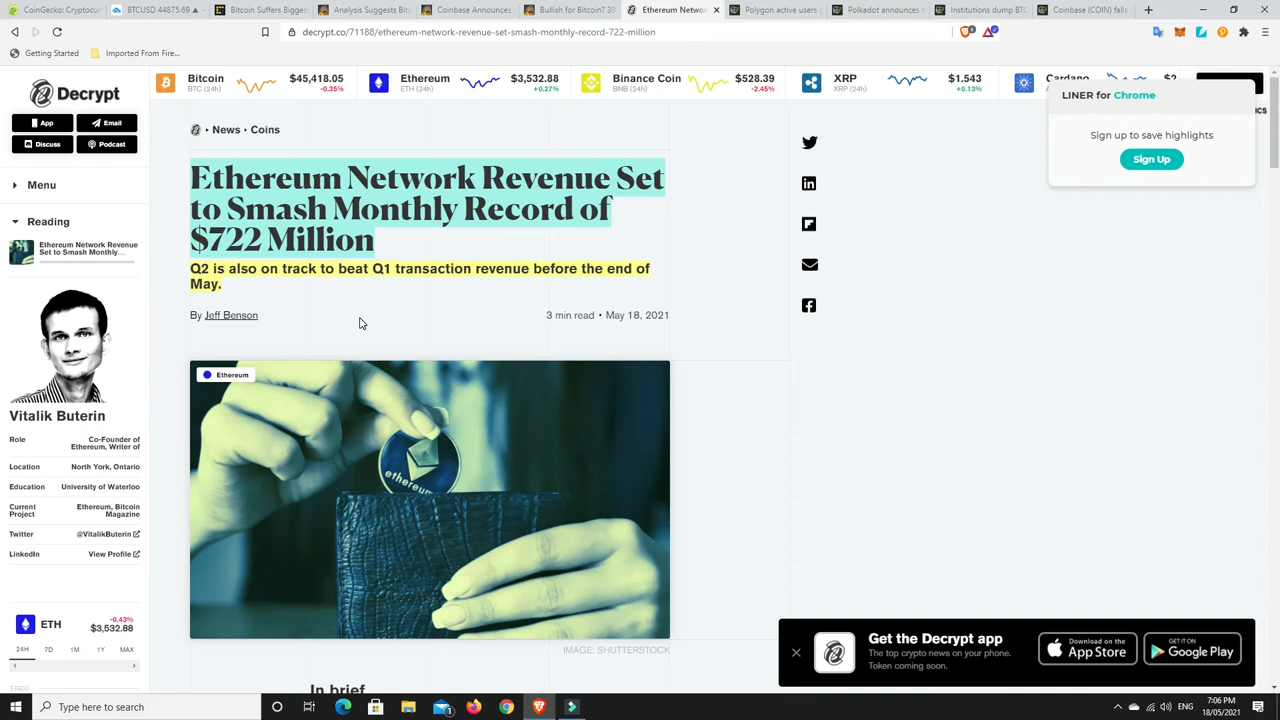 CoinGecko: Cryptocurr
BTCUSD 44875.69 ▲
Bitcoin Suffers Bigges
Analysis Suggests Bit
Coinbase Announces
Bullish for Bitcoin? 39
Ethereum Netwo
Polygon active users g
Polkadot announces
Institutions dump BTC
Coinbase (COIN) falls
decrypt.co/71188/ethereum-network-revenue-set-smash-monthly-record-722-million
Getting Started
Imported From Fire...
Decrypt
App
Email
Discuss
Podcast
Menu
Reading
Ethereum Network Revenue
Set to Smash Monthly...
Vitalik Buterin
Role
Co-Founder of
Ethereum, Writer of
Location
North York, Ontario
Education
University of Waterloo
Current
Project
Ethereum, Bitcoin
Magazine
Twitter
@VitalikButerin
LinkedIn
View Profile
ETH
-0.43%
$3,532.88
24H 7D 1M 1Y MAX
Bitcoin $45,418.05
BTC (24h) -0.35%
Ethereum $3,532.88
ETH (24h) +0.27%
Binance Coin $528.39
BNB (24h) -2.45%
XRP $1.543
XRP (24h) +0.13%
Cardano $2
News • Coins
Ethereum Network Revenue Set
to Smash Monthly Record of
$722 Million
Q2 is also on track to beat Q1 transaction revenue before the end of
May.
By Jeff Benson
3 min read • May 18, 2021
Ethereum
ethereum
IMAGE: SHUTTERSTOCK
In brief
LINER for Chrome
Sign up to save highlights
Sign Up
Get the Decrypt app
The top crypto news on your phone.
Token coming soon.
Download on the
App Store
GET IT ON
Google Play
Type here to search
ENG
7:06 PM
18/05/2021